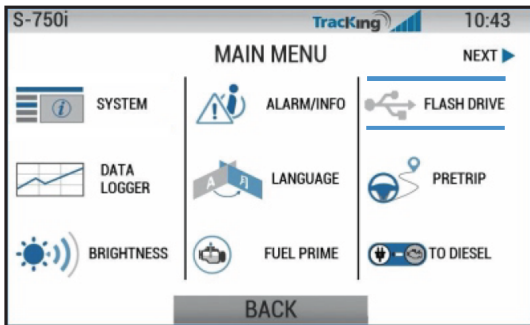 S-750i TracKing 10:43
MAIN MENU NEXT
SYSTEM ALARM/INFO FLASH DRIVE
DATA
LOGGER
LANGUAGE
PRETRIP
BRIGHTNESS FUEL PRIME TO DIESEL
BACK